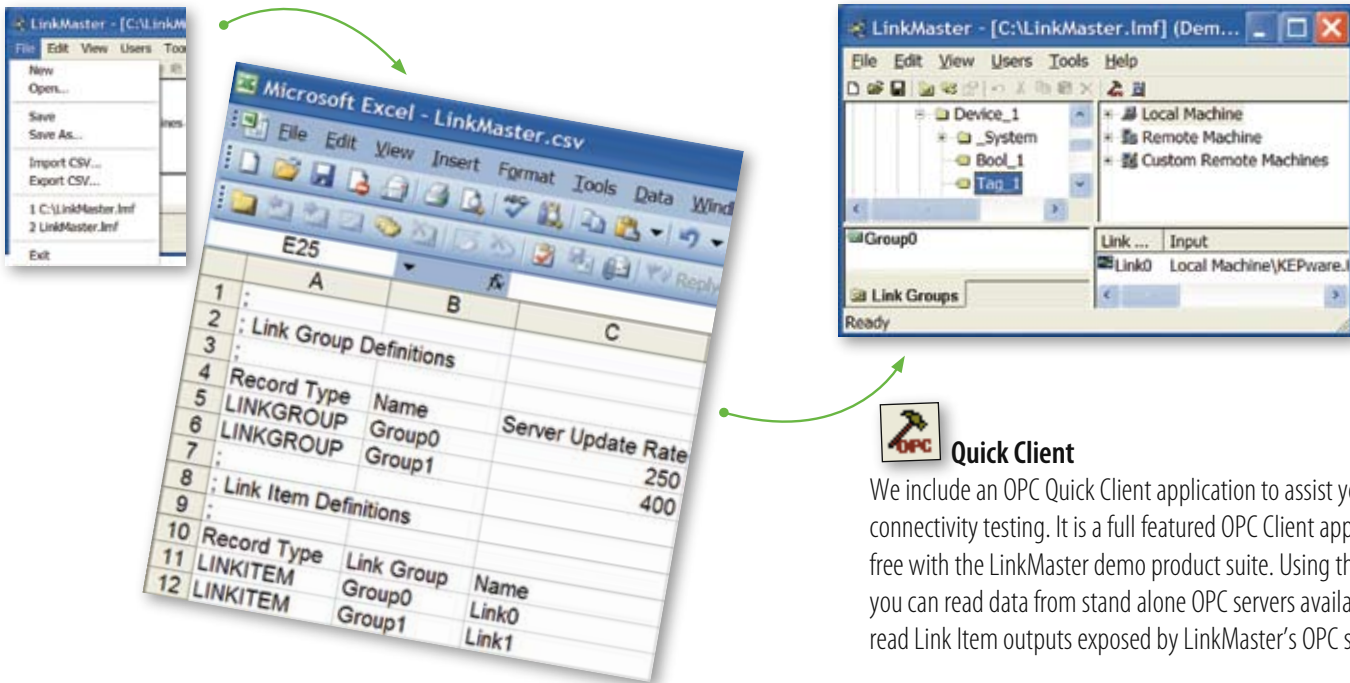 LinkMaster - [C:\LinkM
File Edit View Users Too
New
Open...
Save
Save As...
Import CSV...
Export CSV...
1 C:\LinkMaster.lmf
2 LinkMaster.lmf
Exit
ines
Microsoft Excel - LinkMaster.csv
File Edit View Insert Format Tools Data Wind
Reply
E25
fx
A B C
1 ;
2 ; Link Group Definitions
3 ;
4 Record Type Name Server Update Rate
5 LINKGROUP Group0 250
6 LINKGROUP Group1 400
7 ;
8 ; Link Item Definitions
9 ;
10 Record Type Link Group Name
11 LINKITEM Group0 Link0
12 LINKITEM Group1 Link1
LinkMaster - [C:\LinkMaster.lmf] (Dem...
File Edit View Users Tools Help
Device_1
_System
Bool_1
Tag_1
Local Machine
Remote Machine
Custom Remote Machines
Group0
Link Groups
Link ... Input
Link0 Local Machine\KEPware.
Ready
OPC
Quick Client
We include an OPC Quick Client application to assist yo
connectivity testing. It is a full featured OPC Client app
free with the LinkMaster demo product suite. Using th
you can read data from stand alone OPC servers availa
read Link Item outputs exposed by LinkMaster's OPC s